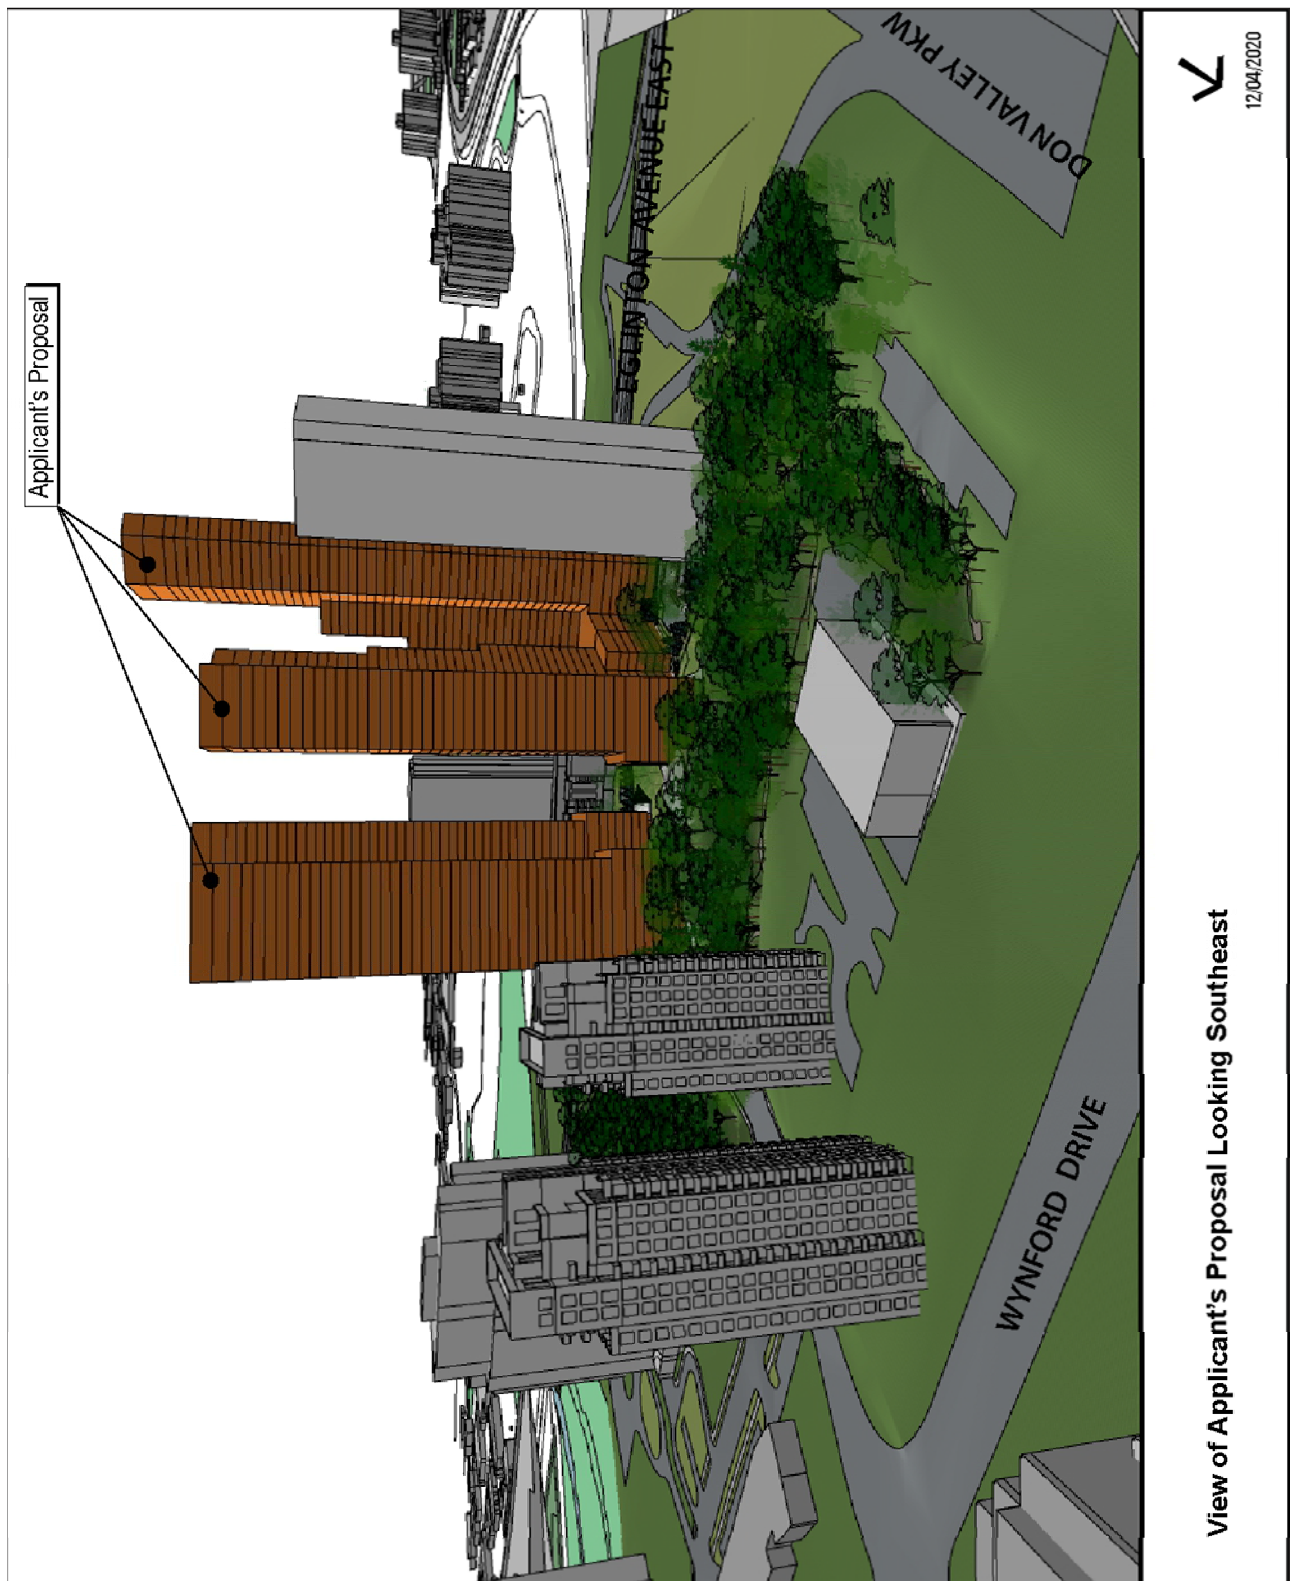 Applicant's Proposal
EGLINTON AVENUE EAST
DON VALLEY PKW
WYNFORD DRIVE
View of Applicant's Proposal Looking Southeast
12/04/2020